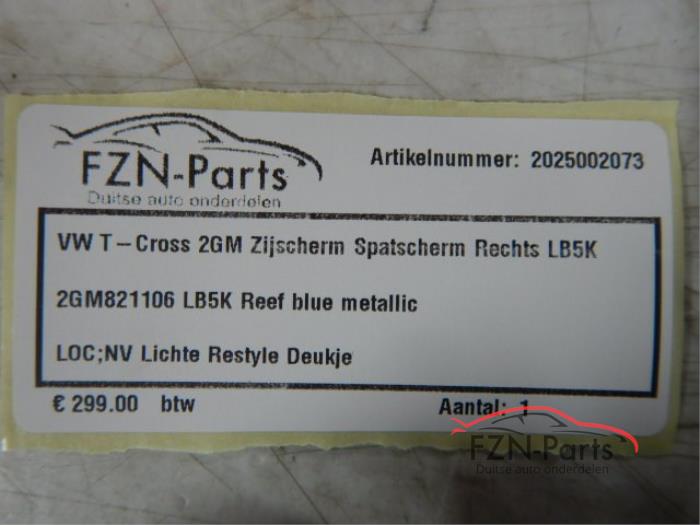 FZN-Parts
Duitse auto onderdelen
Artikelnummer: 2025002073
VW T-Cross 2GM Zijscherm Spatscherm Rechts LB5K
2GM821106 LB5K Reef blue metallic
LOC;NV Lichte Restyle Deukje
€ 299.00 btw
Aantal: 1
FZN-Parts
Duitse auto onderdelen